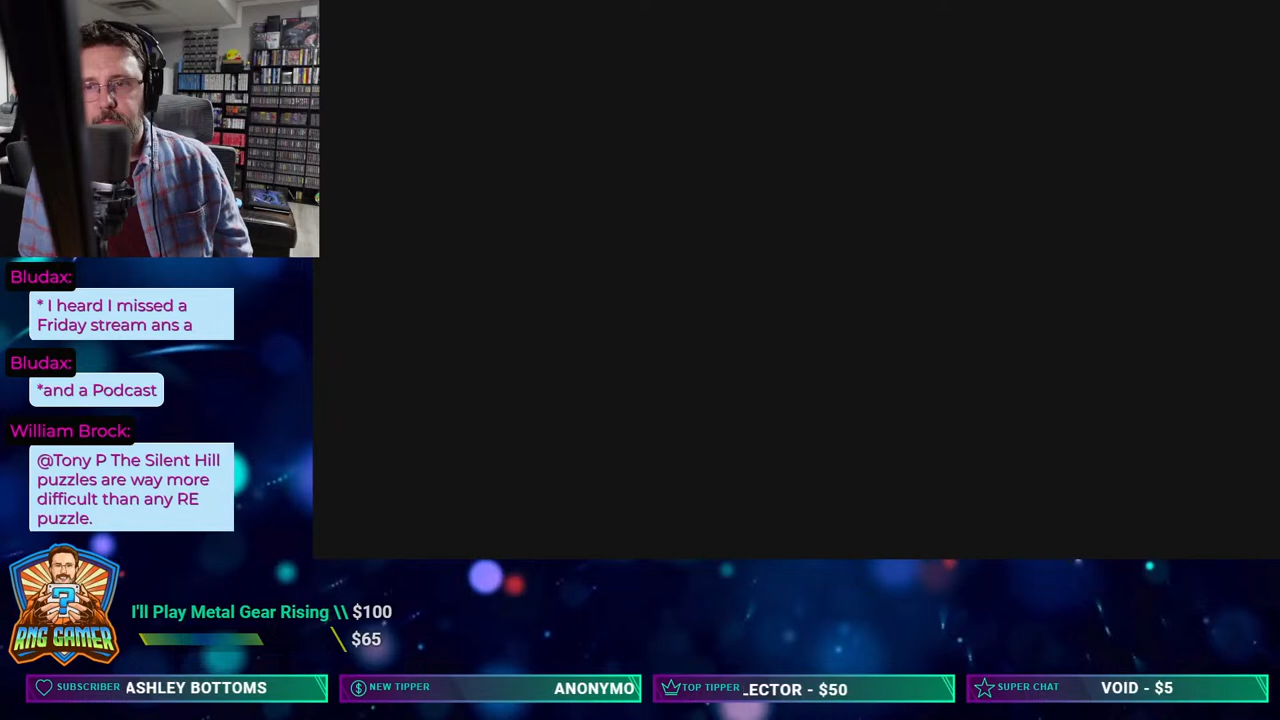 Bludax:
* I heard I missed a
Friday stream ans a
Bludax:
*and a Podcast
William Brock:
@Tony P The Silent Hill
puzzles are way more
difficult than any RE
puzzle.
?
RNG GAMER
I'll Play Metal Gear Rising \\ $100
$65
SUBSCRIBER ASHLEY BOTTOMS
NEW TIPPER ANONYMO
TOP TIPPER LECTOR - $50
SUPER CHAT VOID - $5